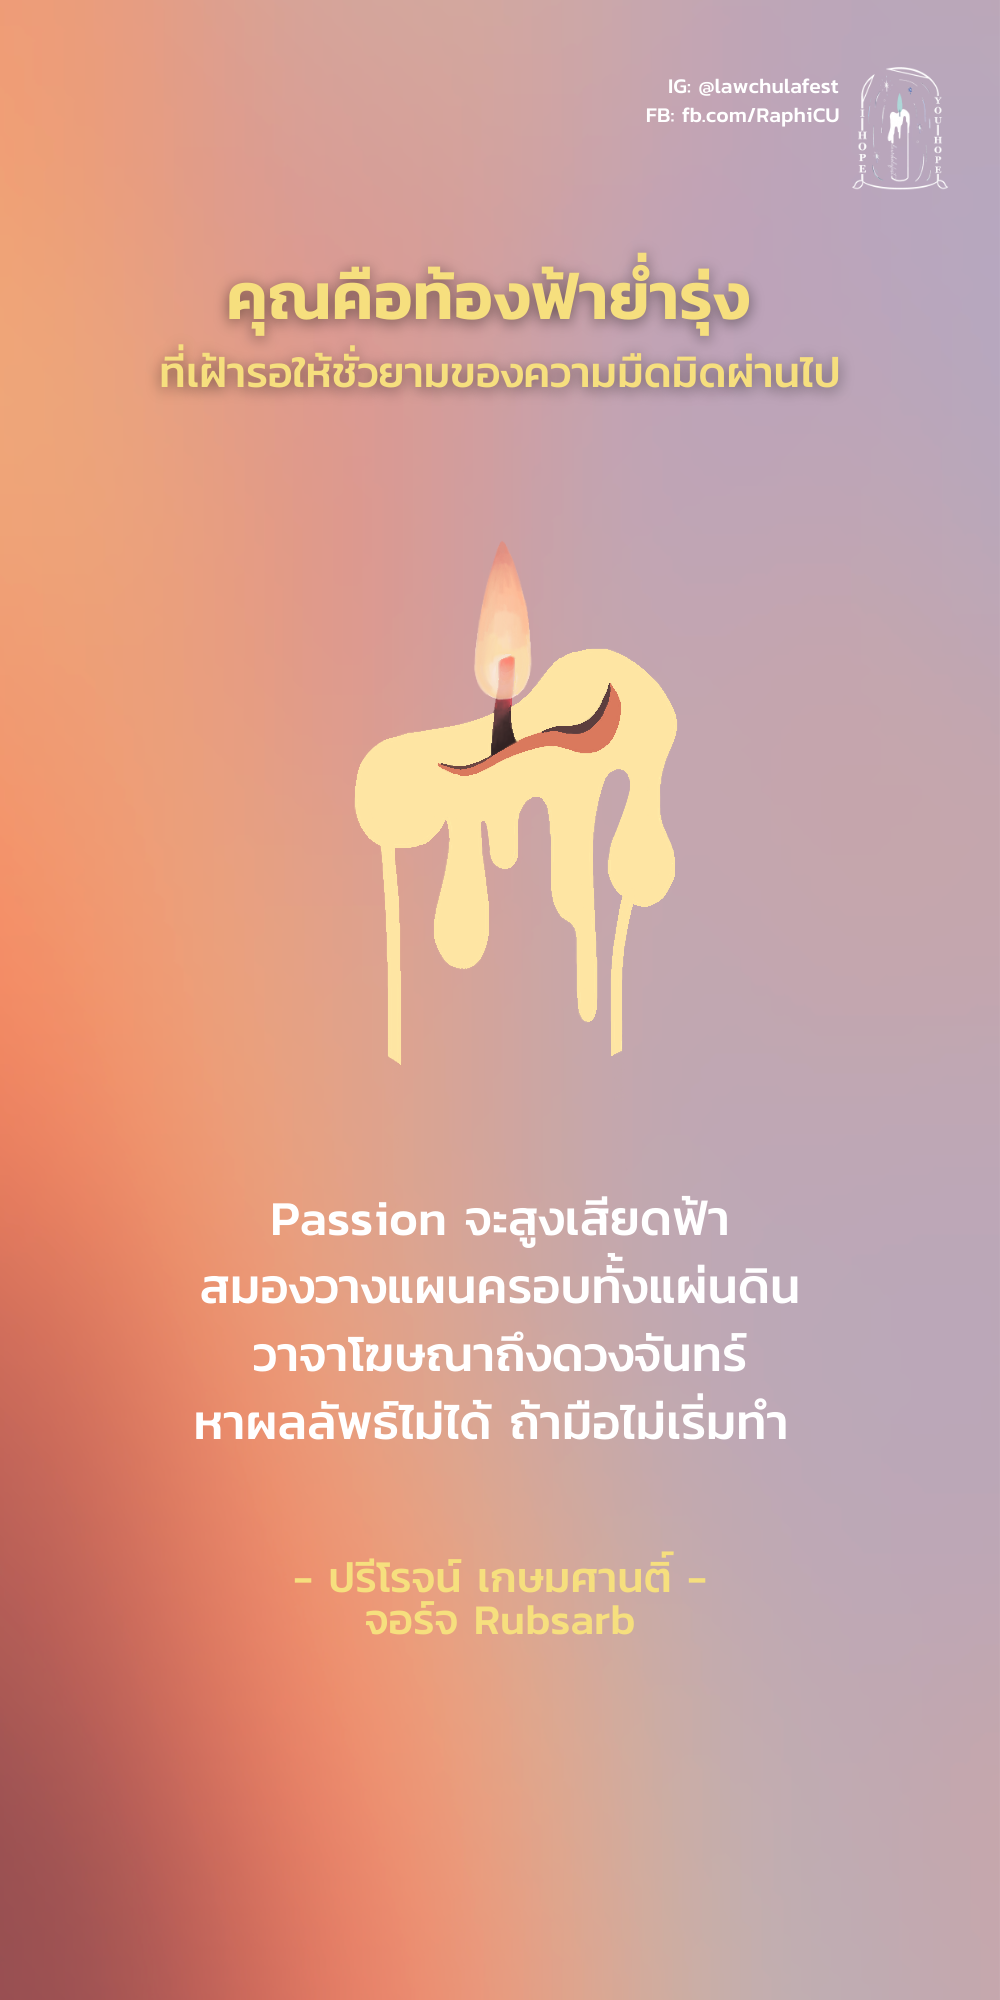 IG: @lawchulafest
FB: fb.com/RaphiCU
I HOPE
YOU HOPE
คุณคือท้องฟ้าย่ำรุ่ง
ที่เฝ้ารอให้ชั่วยามของความมืดมิดผ่านไป
Passion จะสูงเสียดฟ้า
สมองวางแผนครอบทั้งแผ่นดิน
วาจาโฆษณาถึงดวงจันทร์
หาผลลัพธ์ไม่ได้ ถ้ามือไม่เริ่มทำ
- ปรีโรจน์ เกษมศานติ์ -
จอร์จ Rubsarb